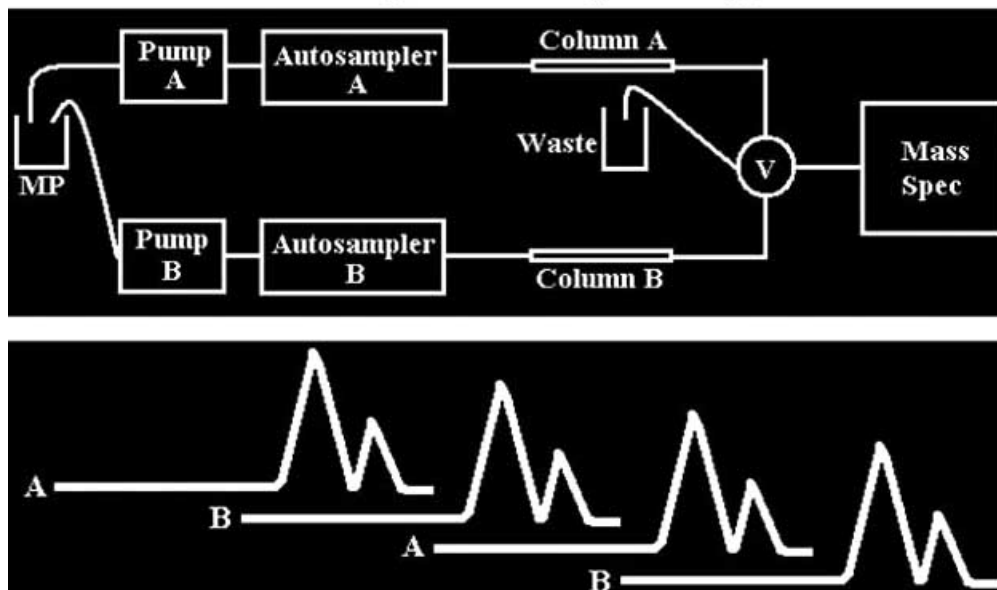 Pump
A
Autosampler
A
Column A
Waste
V
Mass
Spec
MP
Pump
B
Autosampler
B
Column B
A
B
A
B